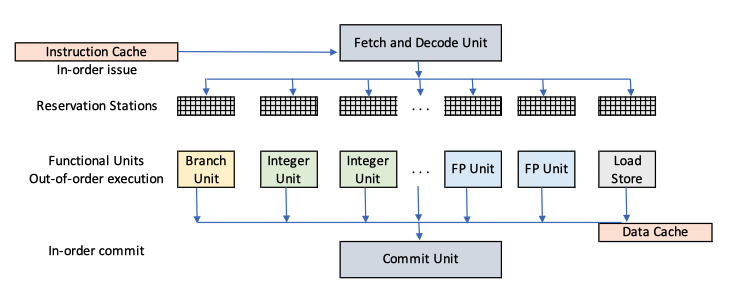 Fetch and Decode Unit
Instruction Cache
In-order issue
Reservation Stations
...
Functional Units
Out-of-order execution
Branch
Unit
Integer
Unit
Integer
Unit
...
FP Unit
FP Unit
Load
Store
Data Cache
In-order commit
Commit Unit